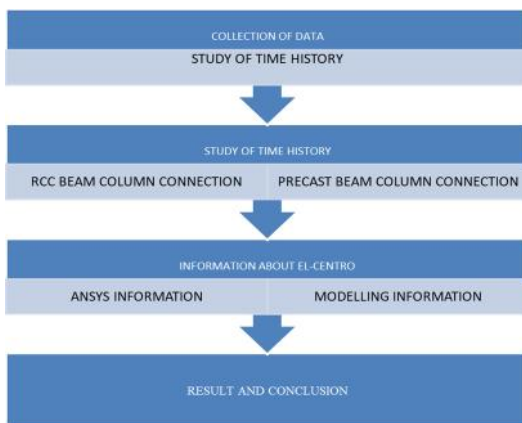 COLLECTION OF DATA
STUDY OF TIME HISTORY
STUDY OF TIME HISTORY
RCC BEAM COLUMN CONNECTION
PRECAST BEAM COLUMN CONNECTION
INFORMATION ABOUT EL-CENTRO
ANSYS INFORMATION
MODELLING INFORMATION
RESULT AND CONCLUSION